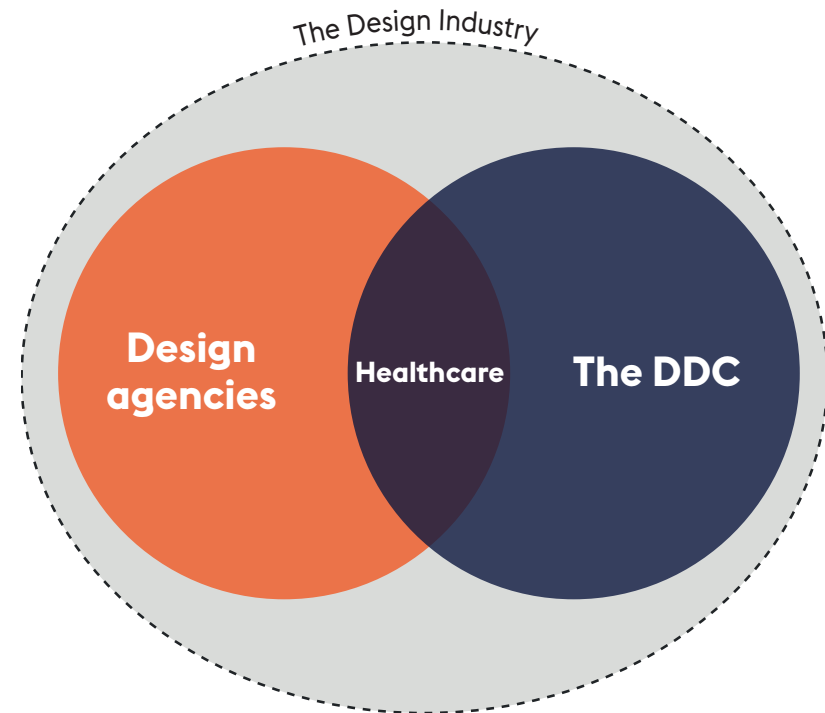 The Design Industry
Design
agencies
Healthcare
The DDC